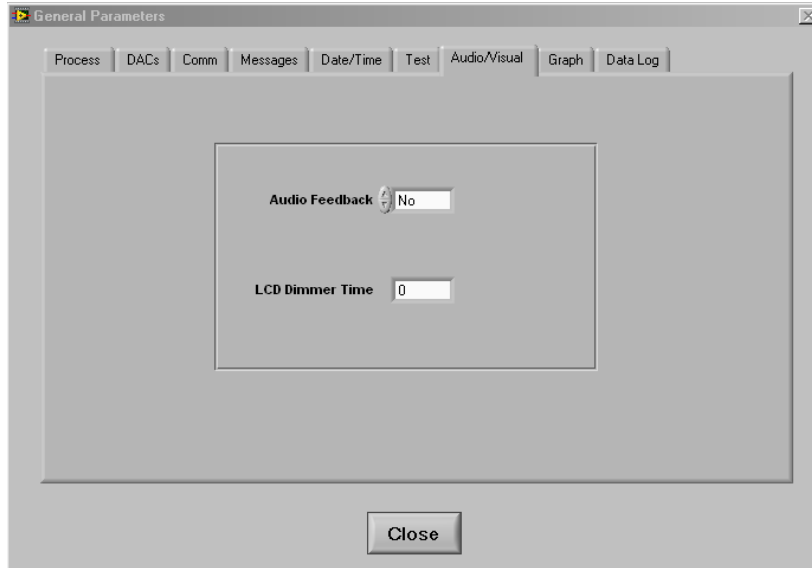 General Parameters
Process DACs Comm Messages Date/Time Test Audio/Visual Graph Data Log
Audio Feedback No
LCD Dimmer Time 0
Close